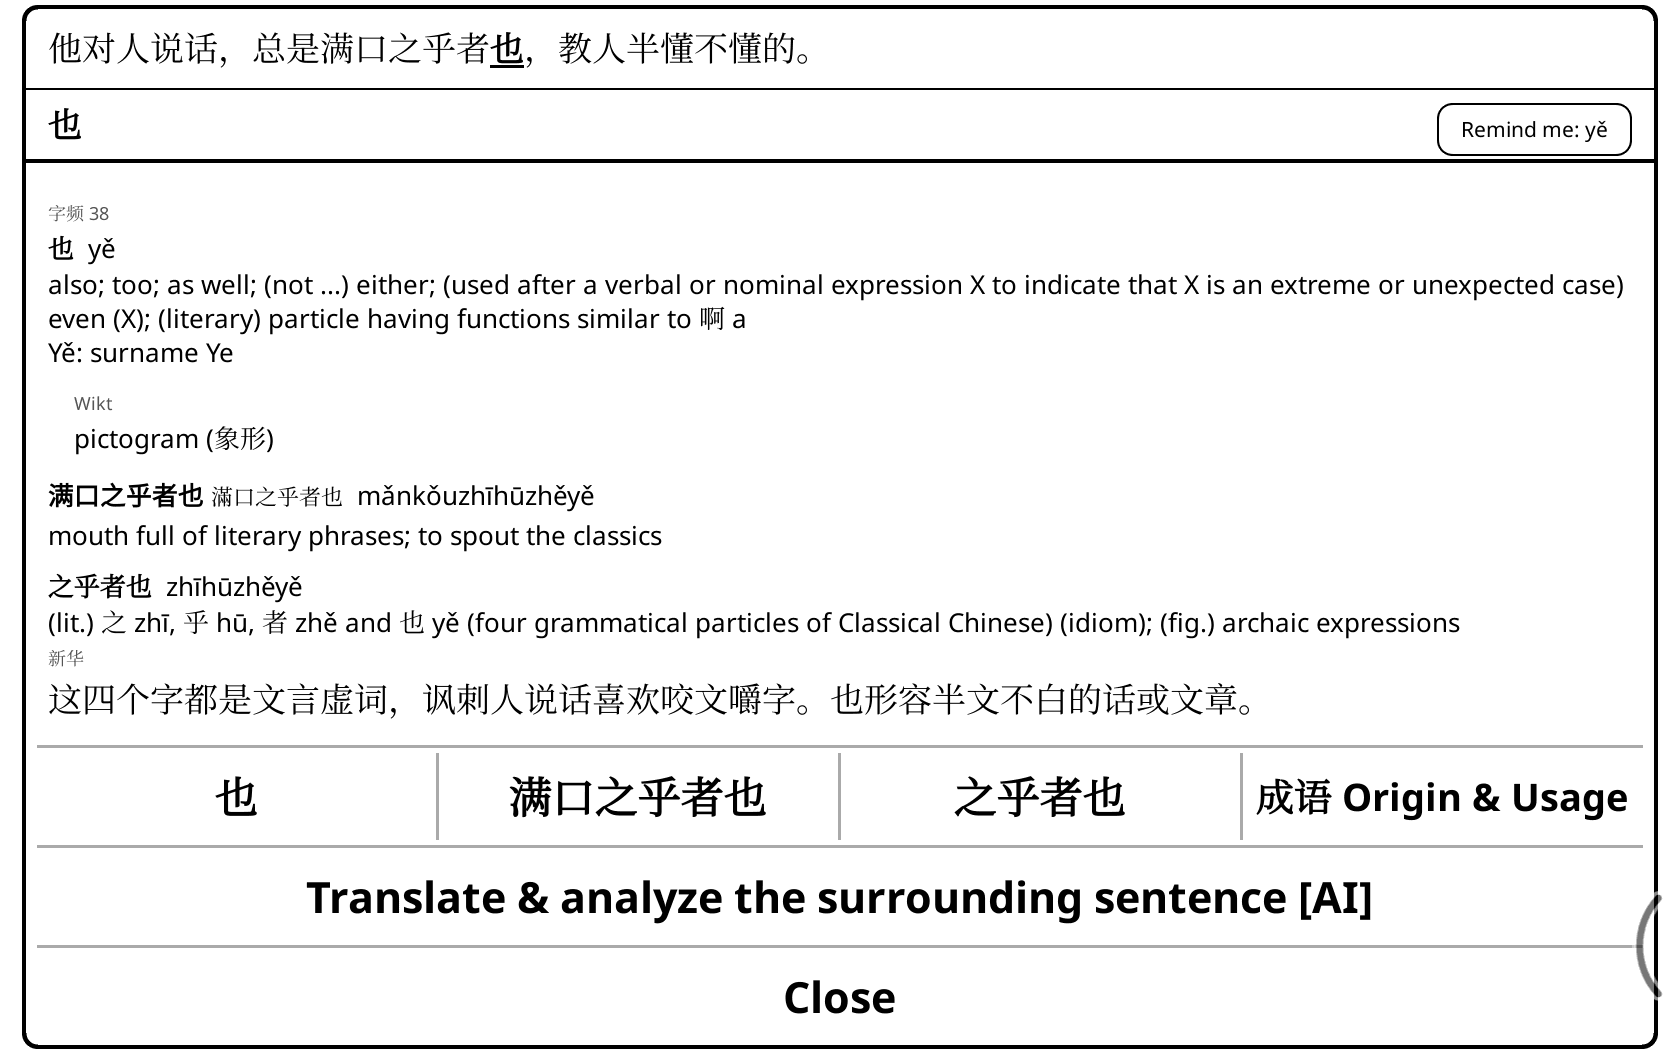 他对人说话，总是满口之乎者也，教人半懂不懂的。
也
Remind me: yě
字频 38
也 yě
also; too; as well; (not ...) either; (used after a verbal or nominal expression X to indicate that X is an extreme or unexpected case)
even (X); (literary) particle having functions similar to 啊 a
Yě: surname Ye
Wikt
pictogram (象形)
满口之乎者也 滿口之乎者也 mǎnkǒuzhīhūzhěyě
mouth full of literary phrases; to spout the classics
之乎者也 zhīhūzhěyě
(lit.) 之 zhī, 乎 hū, 者 zhě and 也 yě (four grammatical particles of Classical Chinese) (idiom); (fig.) archaic expressions
新华
这四个字都是文言虚词，讽刺人说话喜欢咬文嚼字。也形容半文不白的话或文章。
也 满口之乎者也 之乎者也 成语 Origin & Usage
Translate & analyze the surrounding sentence [AI]
Close